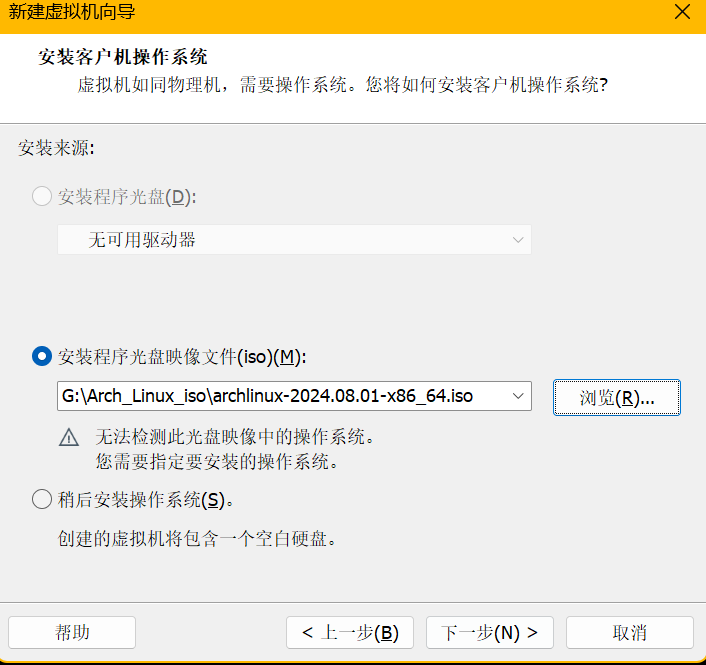 新建虚拟机向导
安装客户机操作系统
虚拟机如同物理机，需要操作系统。您将如何安装客户机操作系统?
安装来源:
安装程序光盘(D):
无可用驱动器
安装程序光盘映像文件(iso)(M):
G:\Arch_Linux_iso\archlinux-2024.08.01-x86_64.iso
浏览(R)...
无法检测此光盘映像中的操作系统。
您需要指定要安装的操作系统。
稍后安装操作系统(S)。
创建的虚拟机将包含一个空白硬盘。
帮助
< 上一步(B)
下一步(N) >
取消